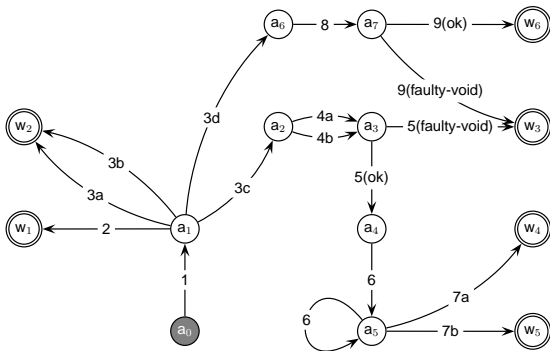 a6 8 a7 9(ok) w6
3d 9(faulty-void)
w2 3b a2 4a 4b a3 5(faulty-void) w3
3a 3c 5(ok)
w1 2 a1 a4 w4
1 6 7a
a0 6 a5 7b w5